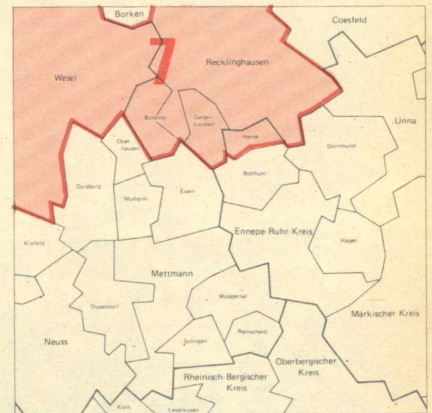 Borken
Coesfeld
7
Recklinghausen
Wesel
Bottrop
Gelsen-
kirchen
Unna
Herne
Ober
hausen
Dortmund
Bochum
Duisburg
Mülheim
Essen
Ennepe-Ruhr-Kreis
Hagen
Krefeld
Mettmann
Wuppertal
Düsseldorf
Märkischer Kreis
Remscheid
Neuss
Solingen
Oberbergischer
Kreis
Rheinisch-Bergischer
Kreis
Köln
Leverkusen